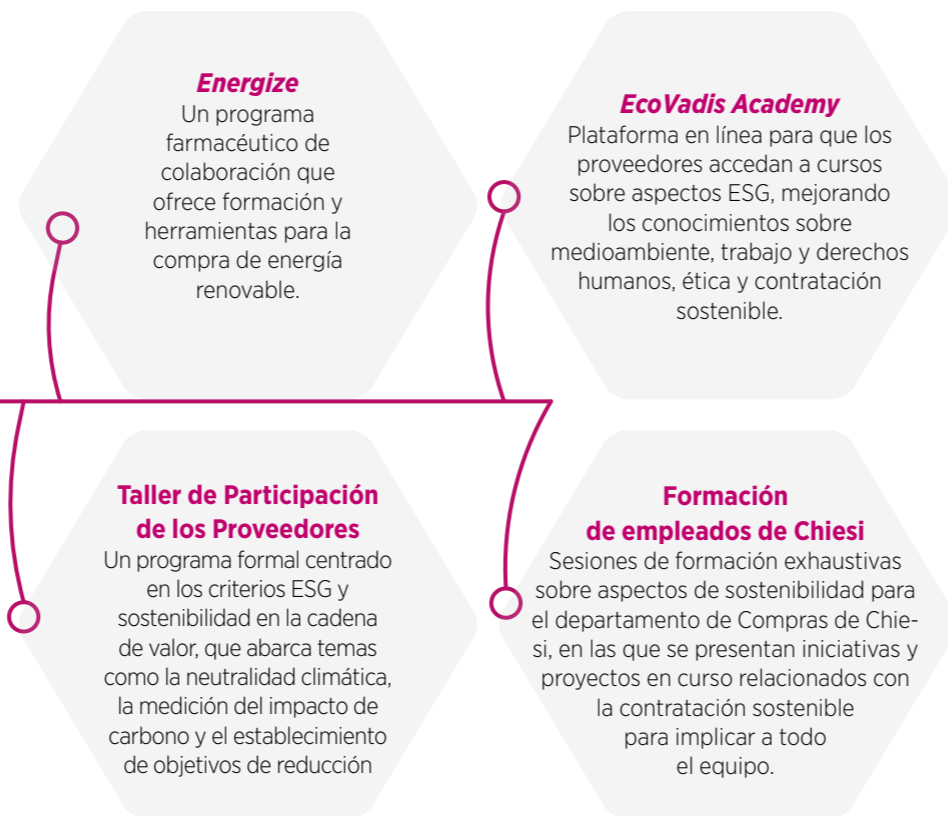 Energize
Un programa
farmacéutico de
colaboración que
ofrece formación y
herramientas para la
compra de energía
renovable.
EcoVadis Academy
Plataforma en línea para que los
proveedores accedan a cursos
sobre aspectos ESG, mejorando
los conocimientos sobre
medioambiente, trabajo y derechos
humanos, ética y contratación
sostenible.
Taller de Participación
de los Proveedores
Un programa formal centrado
en los criterios ESG y
sostenibilidad en la cadena
de valor, que abarca temas
como la neutralidad climática,
la medición del impacto de
carbono y el establecimiento
de objetivos de reducción
Formación
de empleados de Chiesi
Sesiones de formación exhaustivas
sobre aspectos de sostenibilidad para
el departamento de Compras de Chie-
si, en las que se presentan iniciativas y
proyectos en curso relacionados con
la contratación sostenible
para implicar a todo
el equipo.